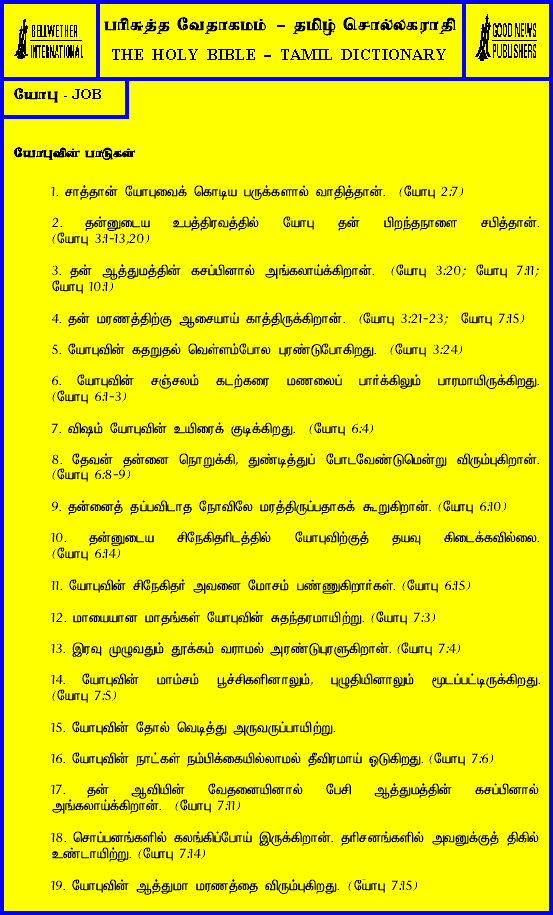 BELLWETHER
INTERNATIONAL
பரிசுத்த வேதாகமம் – தமிழ் சொல்லகராதி
THE HOLY BIBLE – TAMIL DICTIONARY
GOOD NEWS
PUBLISHERS
யோபு - JOB
யோபுவின் பாடுகள்
1. சாத்தான் யோபுவைக் கொடிய பருக்களால் வாதித்தான். (யோபு 2:7)
2. தன்னுடைய உபத்திரவத்தில் யோபு தன் பிறந்தநாளை சபித்தான்.
(யோபு 3:1-13,20)
3. தன் ஆத்துமத்தின் கசப்பினால் அங்கலாய்க்கிறான். (யோபு 3:20; யோபு 7:11;
யோபு 10:1)
4. தன் மரணத்திற்கு ஆசையாய் காத்திருக்கிறான். (யோபு 3:21-23; யோபு 7:15)
5. யோபுவின் கதறுதல் வெள்ளம்போல புரண்டுபோகிறது. (யோபு 3:24)
6. யோபுவின் சஞ்சலம் கடற்கரை மணலைப் பார்க்கிலும் பாரமாயிருக்கிறது.
(யோபு 6:1-3)
7. விஷம் யோபுவின் உயிரைக் குடிக்கிறது. (யோபு 6:4)
8. தேவன் தன்னை நொறுக்கி, துண்டித்துப் போடவேண்டுமென்று விரும்புகிறான்.
(யோபு 6:8-9)
9. தன்னைத் தப்பவிடாத நோவிலே மரத்திருப்பதாகக் கூறுகிறான். (யோபு 6:10)
10. தன்னுடைய சிநேகிதரிடத்தில் யோபுவிற்குத் தயவு கிடைக்கவில்லை.
(யோபு 6:14)
11. யோபுவின் சிநேகிதர் அவனை மோசம் பண்ணுகிறார்கள். (யோபு 6:15)
12. மாயையான மாதங்கள் யோபுவின் சுதந்தரமாயிற்று. (யோபு 7:3)
13. இரவு முழுவதும் தூக்கம் வராமல் அரண்டுபுரளுகிறான். (யோபு 7:4)
14. யோபுவின் மாம்சம் பூச்சிகளினாலும், புழுதியினாலும் மூடப்பட்டிருக்கிறது.
(யோபு 7:5)
15. யோபுவின் தோல் வெடித்து அருவருப்பாயிற்று.
16. யோபுவின் நாட்கள் நம்பிக்கையில்லாமல் தீவிரமாய் ஓடுகிறது. (யோபு 7:6)
17. தன் ஆவியின் வேதனையினால் பேசி ஆத்துமத்தின் கசப்பினால்
அங்கலாய்க்கிறான். (யோபு 7:11)
18. சொப்பனங்களில் கலங்கிப்போய் இருக்கிறான். தரிசனங்களில் அவனுக்குத் திகில்
உண்டாயிற்று. (யோபு 7:14)
19. யோபுவின் ஆத்துமா மரணத்தை விரும்புகிறது. (யோபு 7:15)